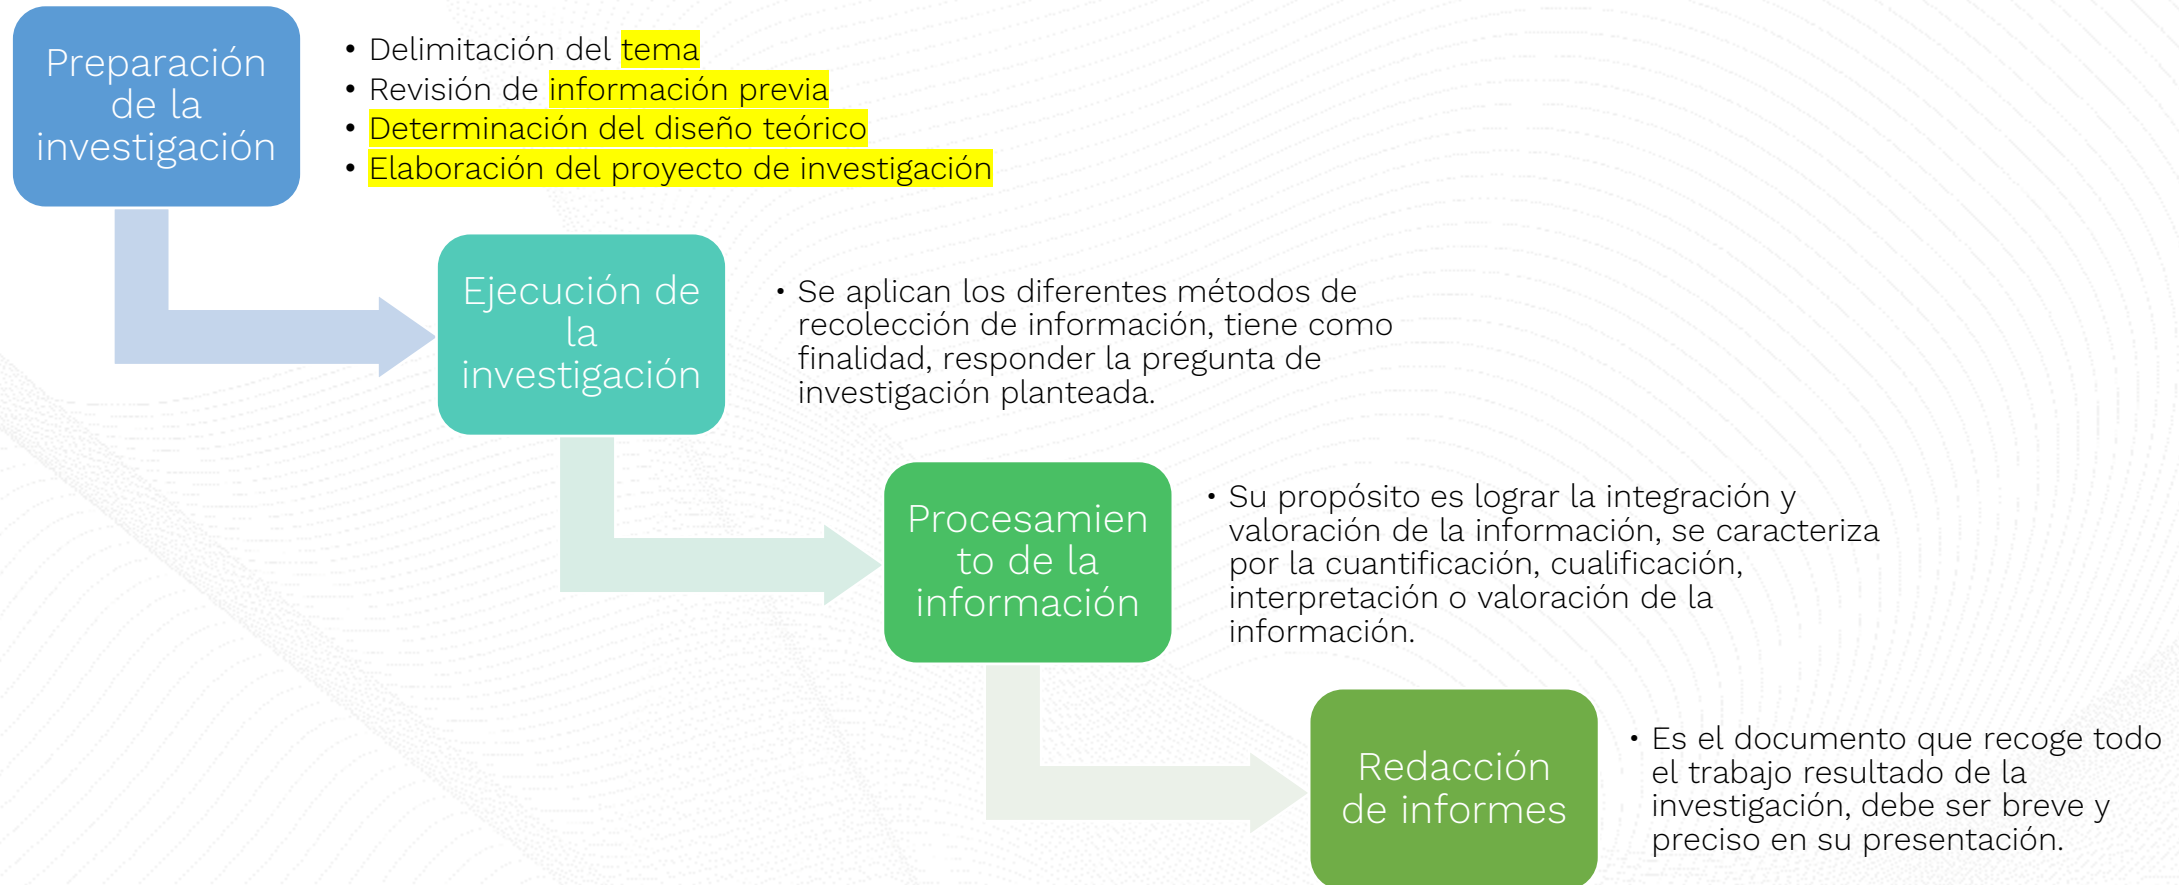 Preparación
de la
investigación
• Delimitación del tema
• Revisión de información previa
• Determinación del diseño teórico
• Elaboración del proyecto de investigación
Ejecución de
la
investigación
• Se aplican los diferentes métodos de
recolección de información, tiene como
finalidad, responder la pregunta de
investigación planteada.
Procesamien
to de la
información
• Su propósito es lograr la integración y
valoración de la información, se caracteriza
por la cuantificación, cualificación,
interpretación o valoración de la
información.
Redacción
de informes
• Es el documento que recoge todo
el trabajo resultado de la
investigación, debe ser breve y
preciso en su presentación.